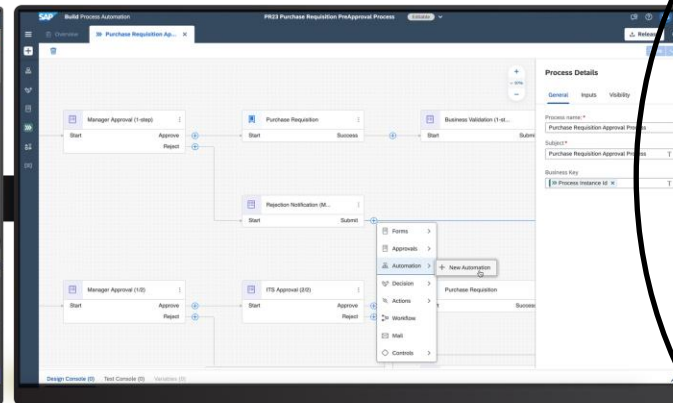 SAP Build Process Automation
PR23 Purchase Requisition PreApproval Process
Editable
Overview
Purchase Requisition Ap... ×
Release
Process Details
General Inputs Visibility
Process name: *
Purchase Requisition Approval Process
Subject*
Purchase Requisition Approval Process
Business Key
Process Instance Id ×
Manager Approval (1-step)
Start Approve
Reject
Purchase Requisition
Start Success
Business Validation (1-st...
Start Submit
Rejection Notification (M...
Start Submit
Forms
Approvals
Automation
+ New Automation
Decision
Actions
Workflow
Mail
Controls
Manager Approval (1/2)
Start Approve
Reject
ITS Approval (2/2)
Start Approve
Reject
Purchase Requisition
Success
Design Console (0) Test Console (0) Variables (0)